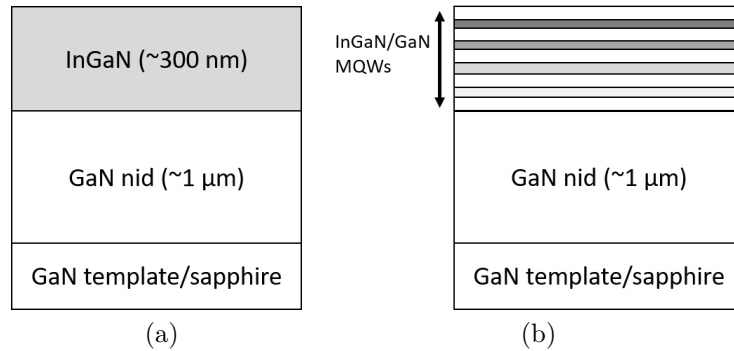 InGaN (~300 nm)
GaN nid (~1 μm)
GaN template/sapphire
(a)
InGaN/GaN
MQWs
GaN nid (~1 μm)
GaN template/sapphire
(b)